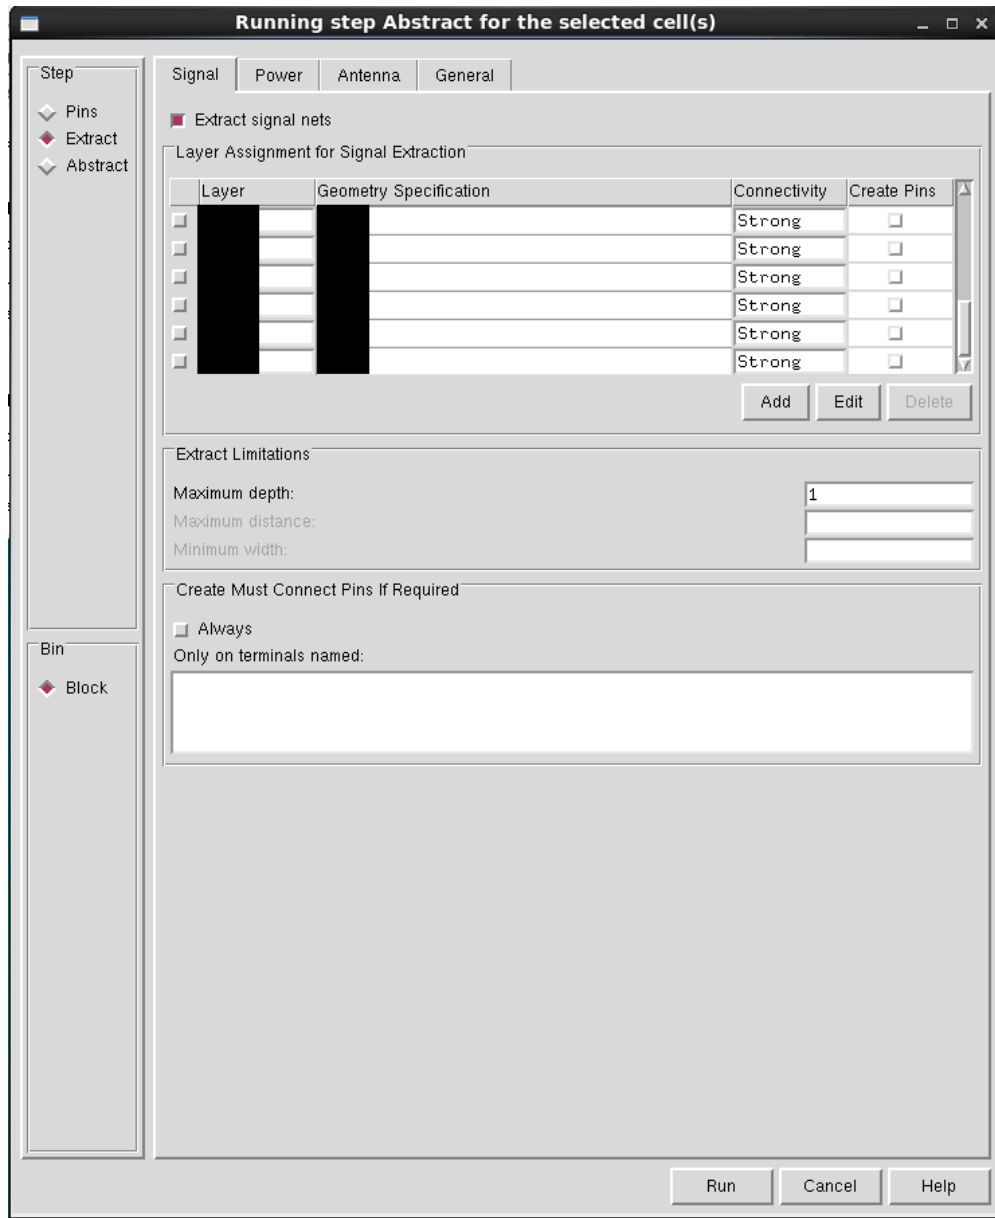 Running step Abstract for the selected cell(s)
Step
Pins
Extract
Abstract
Signal Power Antenna General
Extract signal nets
Layer Assignment for Signal Extraction
Layer Geometry Specification Connectivity Create Pins
Strong
Strong
Strong
Strong
Strong
Strong
Add Edit Delete
Extract Limitations
Maximum depth: 1
Maximum distance:
Minimum width:
Create Must Connect Pins If Required
Always
Only on terminals named:
Bin
Block
Run Cancel Help